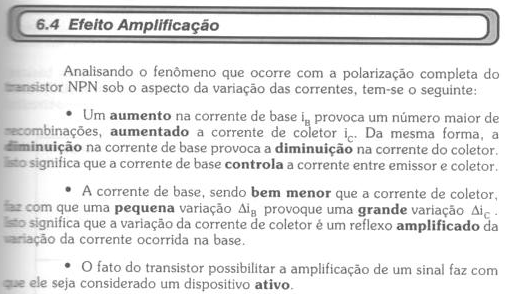 6.4 Efeito Amplificação
Analisando o fenômeno que ocorre com a polarização completa do
transistor NPN sob o aspecto da variação das correntes, tem-se o seguinte:
• Um aumento na corrente de base iB provoca um número maior de
recombinações, aumentado a corrente de coletor iC. Da mesma forma, a
diminuição na corrente de base provoca a diminuição na corrente do coletor.
Isto significa que a corrente de base controla a corrente entre emissor e coletor.
• A corrente de base, sendo bem menor que a corrente de coletor,
faz com que uma pequena variação ΔiB provoque uma grande variação ΔiC .
Isto significa que a variação da corrente de coletor é um reflexo amplificado da
variação da corrente ocorrida na base.
• O fato do transistor possibilitar a amplificação de um sinal faz com
que ele seja considerado um dispositivo ativo.